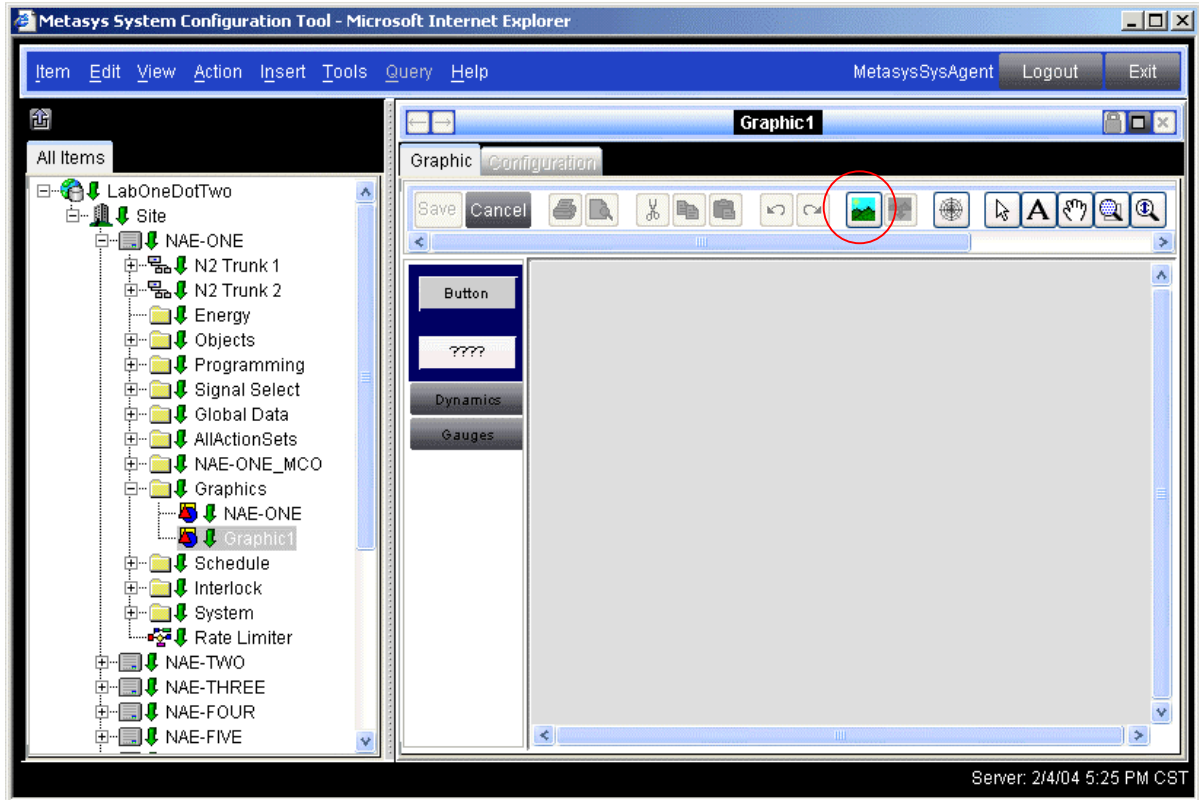 Metasys System Configuration Tool - Microsoft Internet Explorer
Item Edit View Action Insert Tools Query Help MetasysSysAgent Logout Exit
All Items
LabOneDotTwo
Site
NAE-ONE
N2 Trunk 1
N2 Trunk 2
Energy
Objects
Programming
Signal Select
Global Data
AllActionSets
NAE-ONE_MCO
Graphics
NAE-ONE
Graphic1
Schedule
Interlock
System
Rate Limiter
NAE-TWO
NAE-THREE
NAE-FOUR
NAE-FIVE
Graphic1
Graphic Configuration
Save Cancel A
Button
????
Dynamics
Gauges
Server: 2/4/04 5:25 PM CST